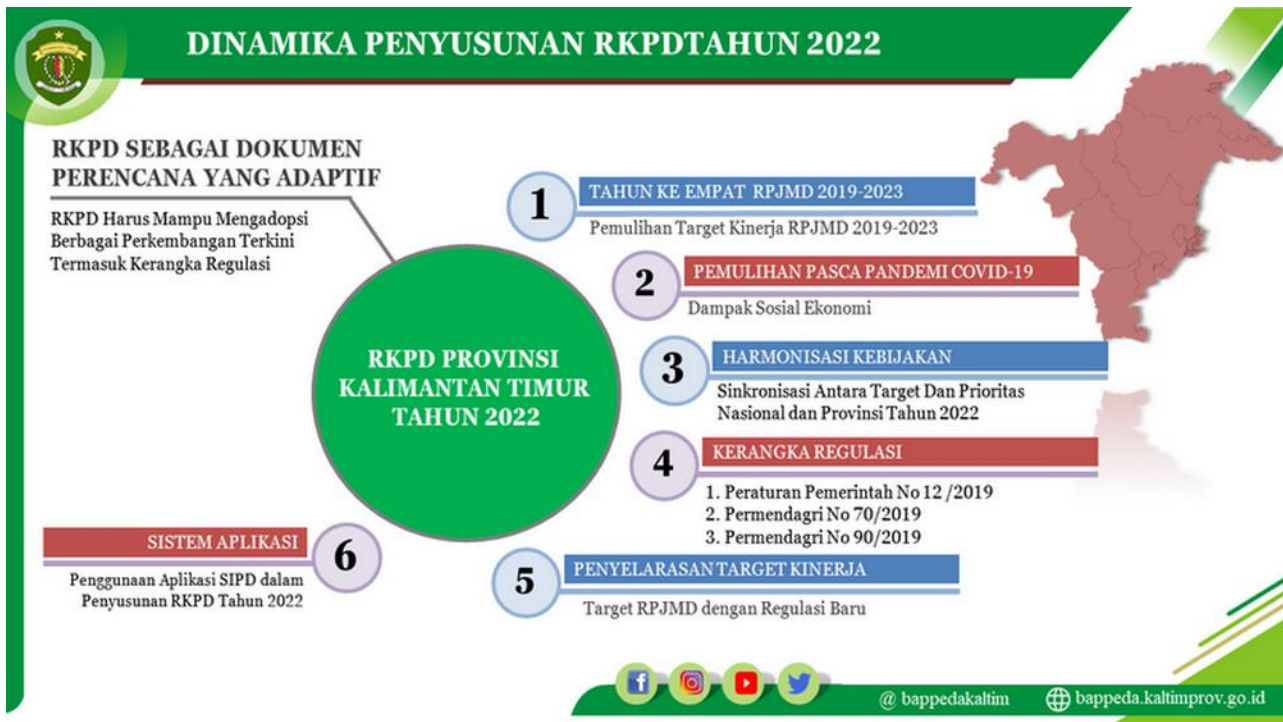 DINAMIKA PENYUSUNAN RKPDTAHUN 2022
RKPD SEBAGAI DOKUMEN
PERENCANA YANG ADAPTIF
RKPD Harus Mampu Mengadopsi
Berbagai Perkembangan Terkini
Termasuk Kerangka Regulasi
RKPD PROVINSI
KALIMANTAN TIMUR
TAHUN 2022
1
TAHUN KE EMPAT RPJMD 2019-2023
Pemulihan Target Kinerja RPJMD 2019-2023
2
PEMULIHAN PASCA PANDEMI COVID-19
Dampak Sosial Ekonomi
3
HARMONISASI KEBIJAKAN
Sinkronisasi Antara Target Dan Prioritas
Nasional dan Provinsi Tahun 2022
4
KERANGKA REGULASI
1. Peraturan Pemerintah No 12 /2019
2. Permendagri No 70/2019
3. Permendagri No 90/2019
5
PENYELARASAN TARGET KINERJA
Target RPJMD dengan Regulasi Baru
6
SISTEM APLIKASI
Penggunaan Aplikasi SIPD dalam
Penyusunan RKPD Tahun 2022
@ bappedakaltim
bappeda.kaltimprov.go.id